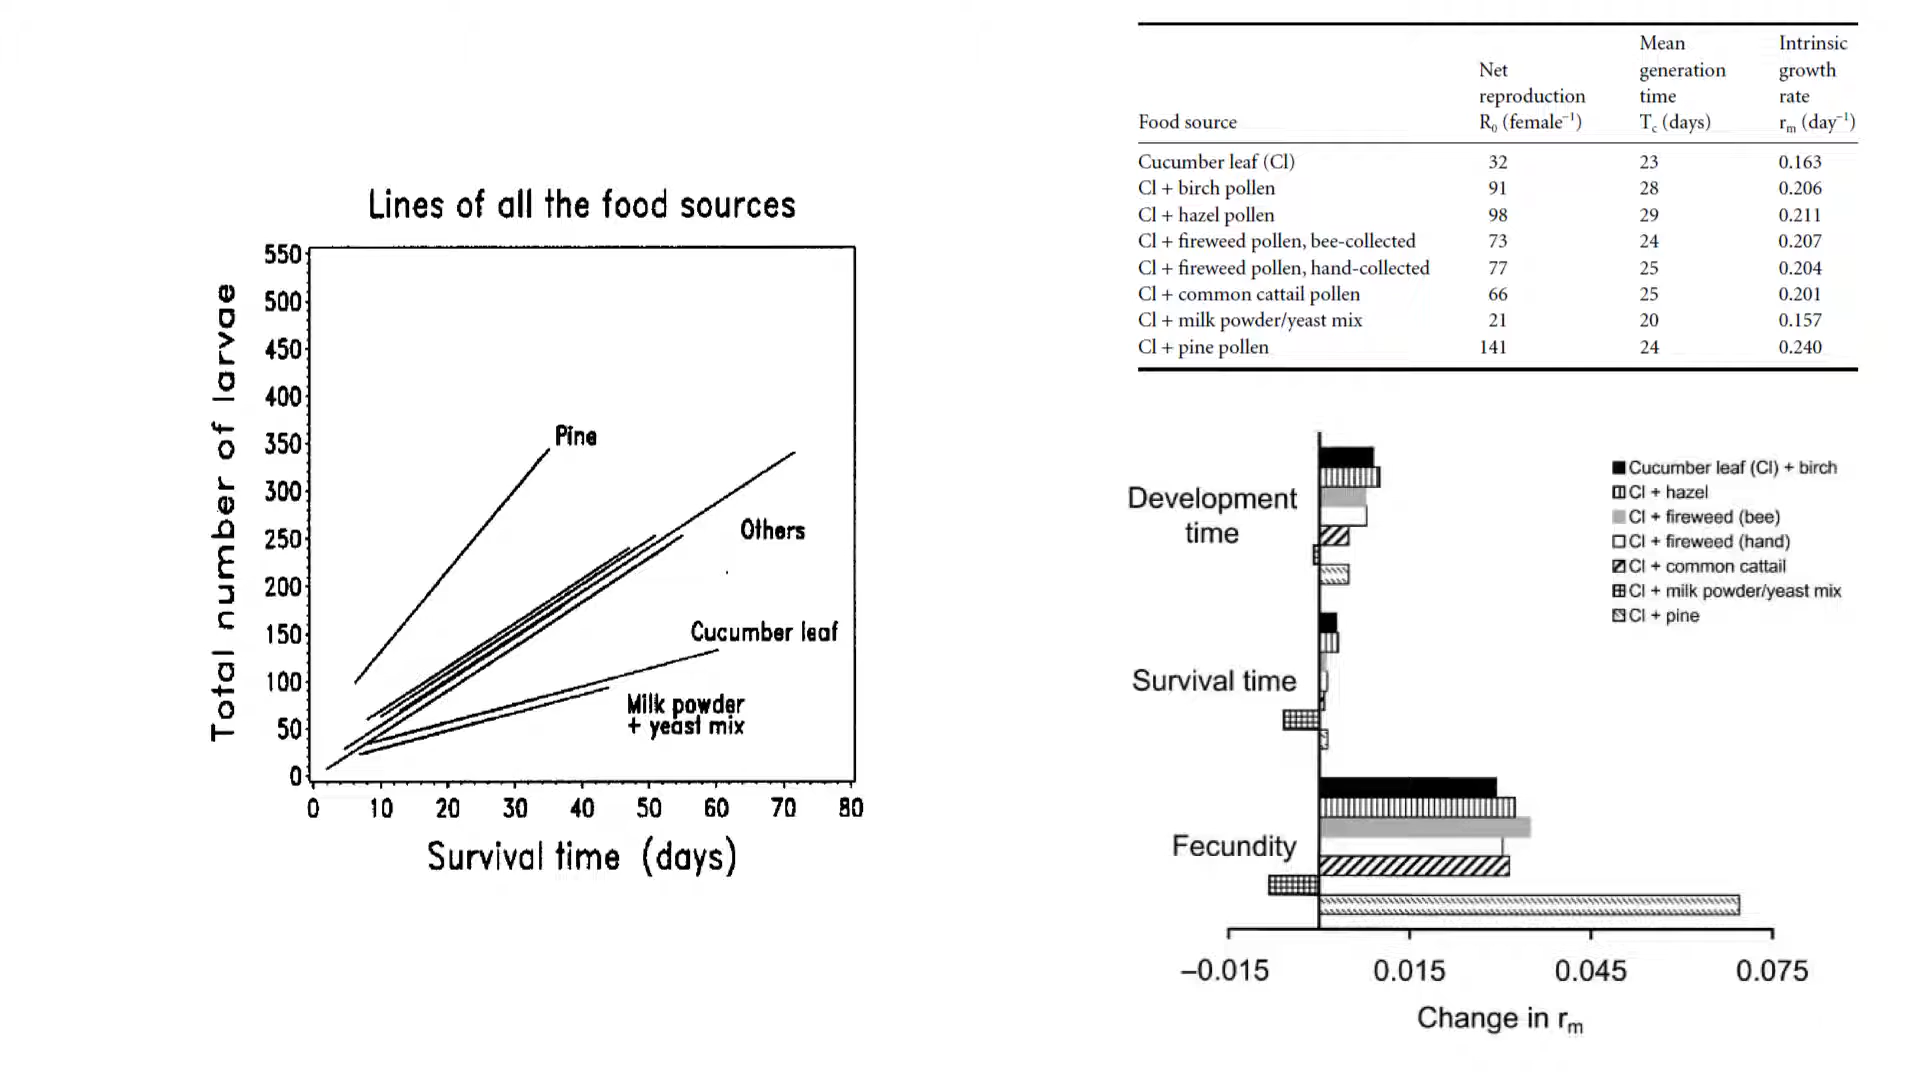 Lines of all the food sources
550
500
450
400
350
300
250
200
150
100
50
0
Total number of larvae
Pine
Others
Cucumber leaf
Milk powder
+ yeast mix
0 10 20 30 40 50 60 70 80
Survival time (days)
Food source
Net
reproduction
R₀ (female⁻¹)
Mean
generation
time
T꜀ (days)
Intrinsic
growth
rate
rₘ (day⁻¹)
Cucumber leaf (Cl) 32 23 0.163
Cl + birch pollen 91 28 0.206
Cl + hazel pollen 98 29 0.211
Cl + fireweed pollen, bee-collected 73 24 0.207
Cl + fireweed pollen, hand-collected 77 25 0.204
Cl + common cattail pollen 66 25 0.201
Cl + milk powder/yeast mix 21 20 0.157
Cl + pine pollen 141 24 0.240
Development
time
Survival time
Fecundity
Cucumber leaf (Cl) + birch
Cl + hazel
Cl + fireweed (bee)
Cl + fireweed (hand)
Cl + common cattail
Cl + milk powder/yeast mix
Cl + pine
−0.015 0.015 0.045 0.075
Change in rₘ